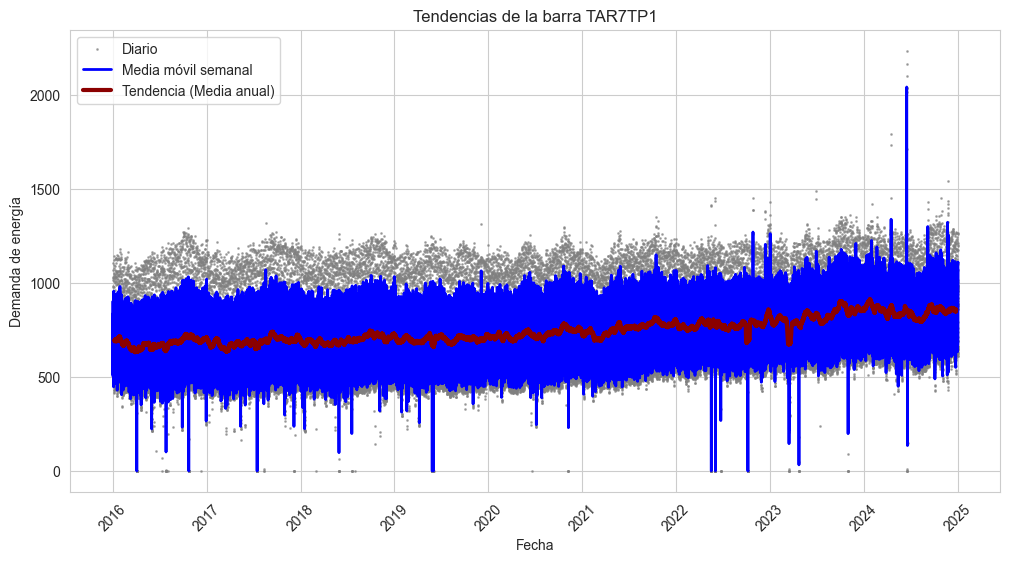 Tendencias de la barra TAR7TP1
Diario
Media móvil semanal
Tendencia (Media anual)
Demanda de energía
2000
1500
1000
500
0
2016
2017
2018
2019
2020
2021
2022
2023
2024
2025
Fecha